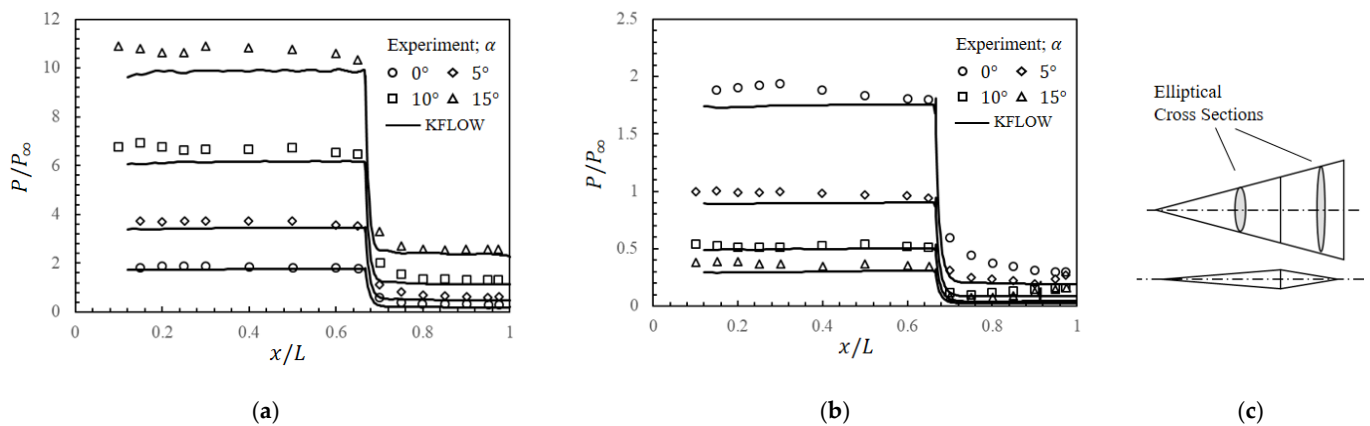 12
10
8
6
4
2
0
P/P∞
Experiment; α
0° 5°
10° 15°
KFLOW
0 0.2 0.4 0.6 0.8 1
x/L
(a)
2.5
2
1.5
1
0.5
0
P/P∞
Experiment; α
0° 5°
10° 15°
KFLOW
0 0.2 0.4 0.6 0.8 1
x/L
(b)
Elliptical
Cross Sections
(c)